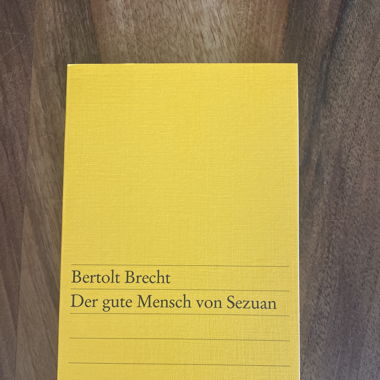 Bertolt Brecht
Der gute Mensch von Sezuan